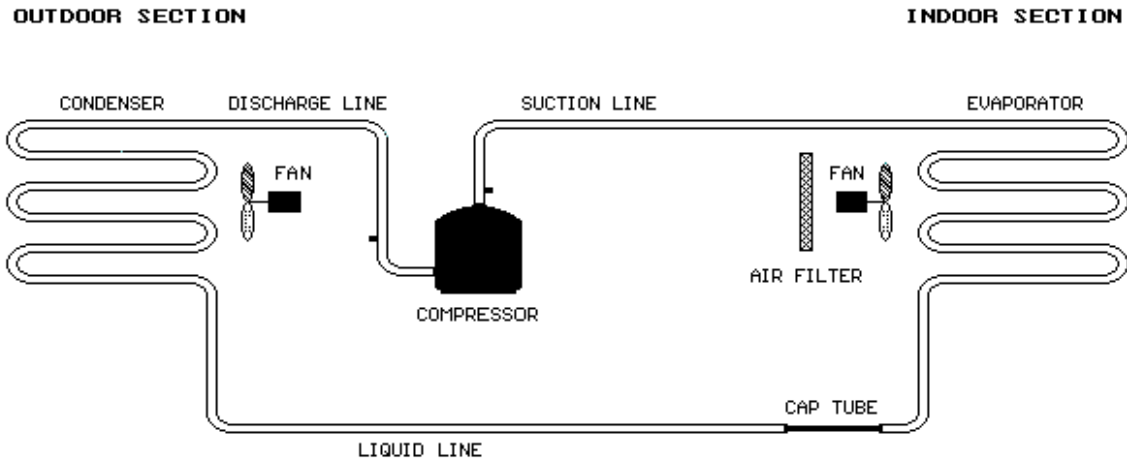 OUTDOOR SECTION
INDOOR SECTION
CONDENSER
DISCHARGE LINE
SUCTION LINE
EVAPORATOR
FAN
FAN
AIR FILTER
COMPRESSOR
CAP TUBE
LIQUID LINE